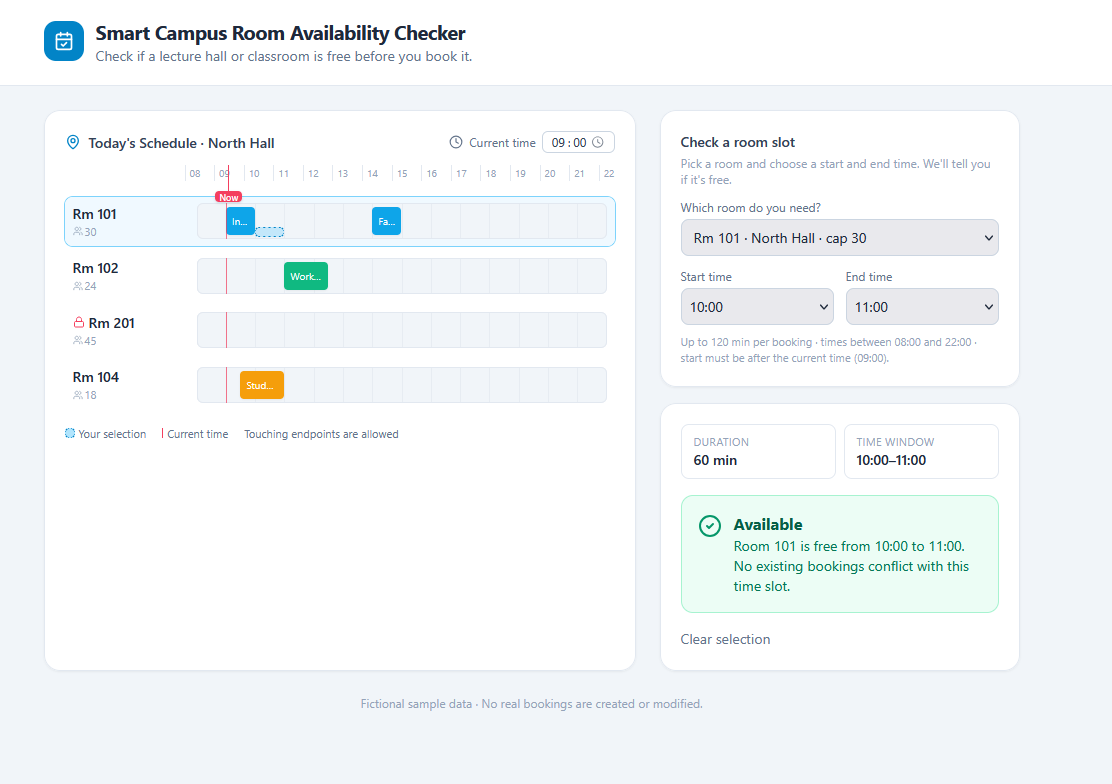 Smart Campus Room Availability Checker
Check if a lecture hall or classroom is free before you book it.
Today's Schedule · North Hall
Current time 09:00
08 09 10 11 12 13 14 15 16 17 18 19 20 21 22
Now
Rm 101
30
In...
Fa...
Rm 102
24
Work...
Rm 201
45
Rm 104
18
Stud...
Your selection
Current time
Touching endpoints are allowed
Check a room slot
Pick a room and choose a start and end time. We'll tell you
if it's free.
Which room do you need?
Rm 101 · North Hall · cap 30
Start time
End time
10:00
11:00
Up to 120 min per booking · times between 08:00 and 22:00 ·
start must be after the current time (09:00).
DURATION
60 min
TIME WINDOW
10:00–11:00
Available
Room 101 is free from 10:00 to 11:00.
No existing bookings conflict with this
time slot.
Clear selection
Fictional sample data · No real bookings are created or modified.